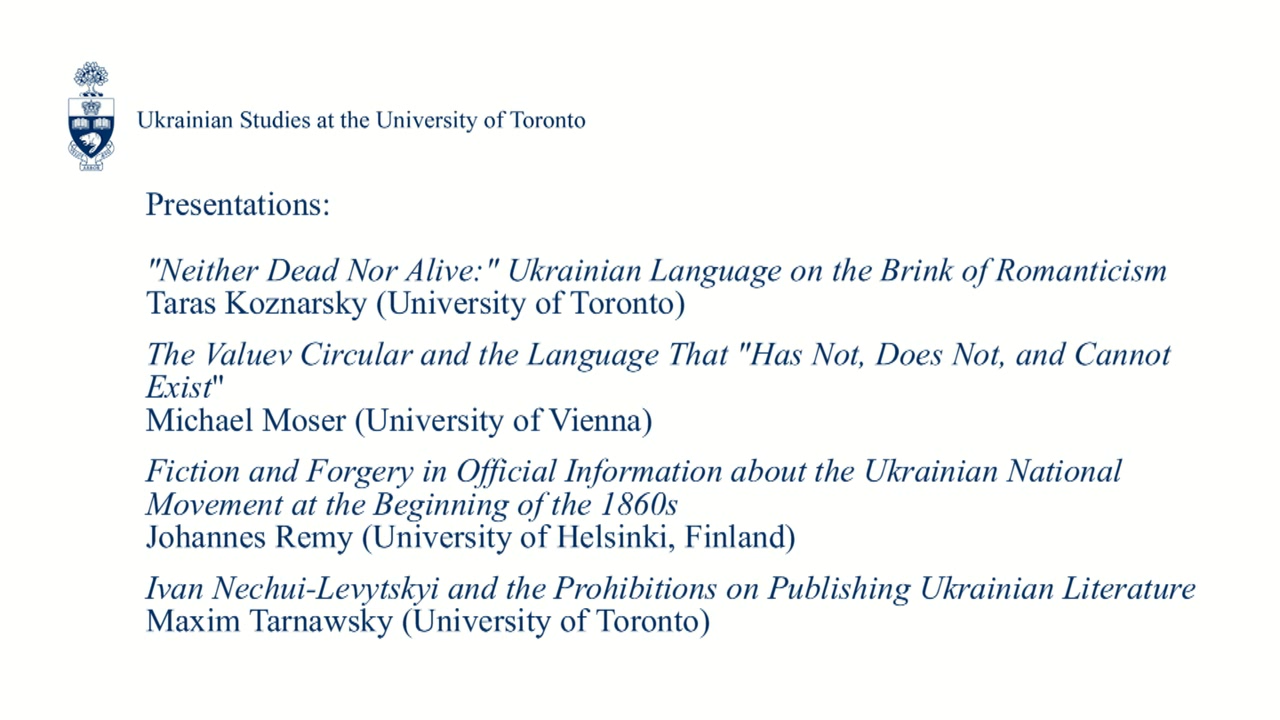 Ukrainian Studies at the University of Toronto
Presentations:
"Neither Dead Nor Alive:" Ukrainian Language on the Brink of Romanticism
Taras Koznarsky (University of Toronto)
The Valuev Circular and the Language That "Has Not, Does Not, and Cannot
Exist"
Michael Moser (University of Vienna)
Fiction and Forgery in Official Information about the Ukrainian National
Movement at the Beginning of the 1860s
Johannes Remy (University of Helsinki, Finland)
Ivan Nechui-Levytskyi and the Prohibitions on Publishing Ukrainian Literature
Maxim Tarnawsky (University of Toronto)